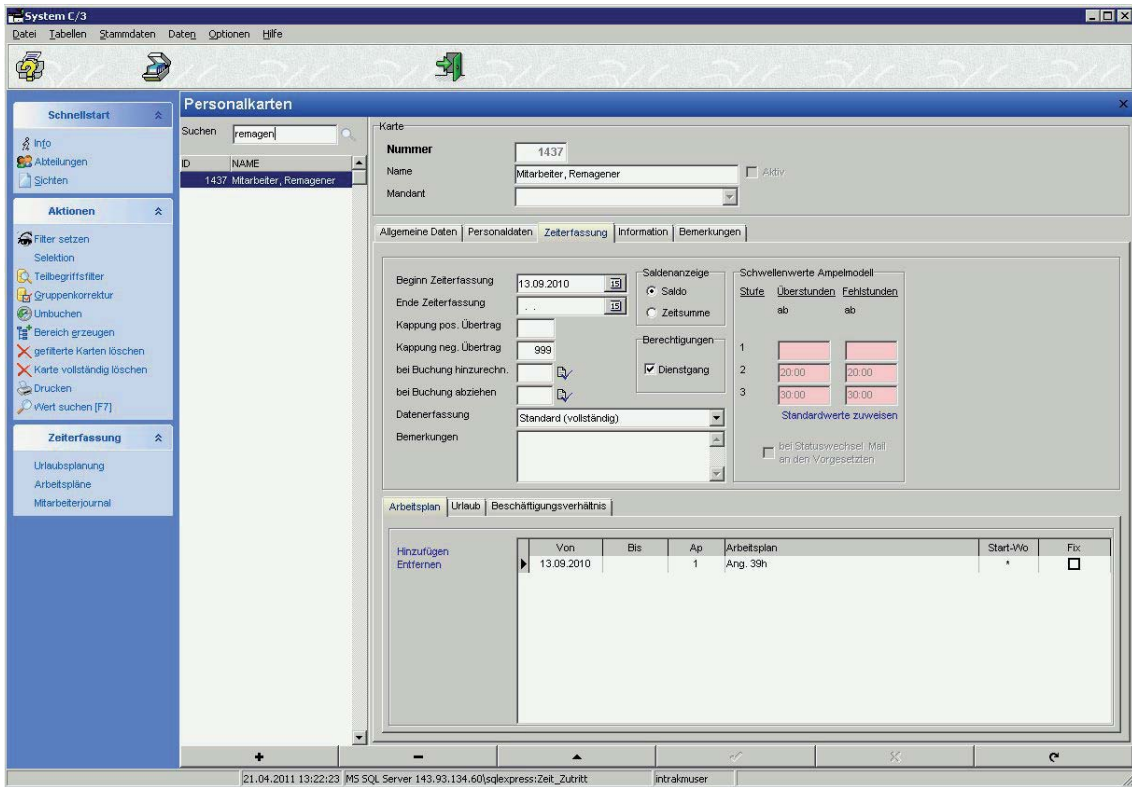 System C/3
Datei Tabellen Stammdaten Daten Optionen Hilfe
Schnellstart
Info
Abteilungen
Sichten
Aktionen
Filter setzen
Selektion
Teilbegriffsfilter
Gruppenkorrektur
Umbuchen
Bereich erzeugen
gefilterte Karten löschen
Karte vollständig löschen
Drucken
Wert suchen [F7]
Zeiterfassung
Urlaubsplanung
Arbeitspläne
Mitarbeiterjournal
Personalkarten
Suchen remagen
ID NAME
1437 Mitarbeiter, Remagener
Karte
Nummer 1437
Name Mitarbeiter, Remagener Aktiv
Mandant
Allgemeine Daten Personaldaten Zeiterfassung Information Bemerkungen
Beginn Zeiterfassung 13.09.2010 15
Ende Zeiterfassung . . 15
Kappung pos. Übertrag
Kappung neg. Übertrag 999
bei Buchung hinzurechn.
bei Buchung abziehen
Datenerfassung Standard (vollständig)
Bemerkungen
Saldenanzeige
Saldo
Zeitsumme
Berechtigungen
Dienstgang
Schwellenwerte Ampelmodell
Stufe Überstunden Fehlstunden
ab ab
1
2 20:00 20:00
3 30:00 30:00
Standardwerte zuweisen
bei Statuswechsel Mail
an den Vorgesetzten
Arbeitsplan Urlaub Beschäftigungsverhältnis
Hinzufügen
Entfernen
Von Bis Ap Arbeitsplan Start-Wo Fix
13.09.2010 1 Ang. 39h *
21.04.2011 13:22:23 MS SQL Server 143.93.134.60\sqlexpress:Zeit_Zutritt intrakmuser